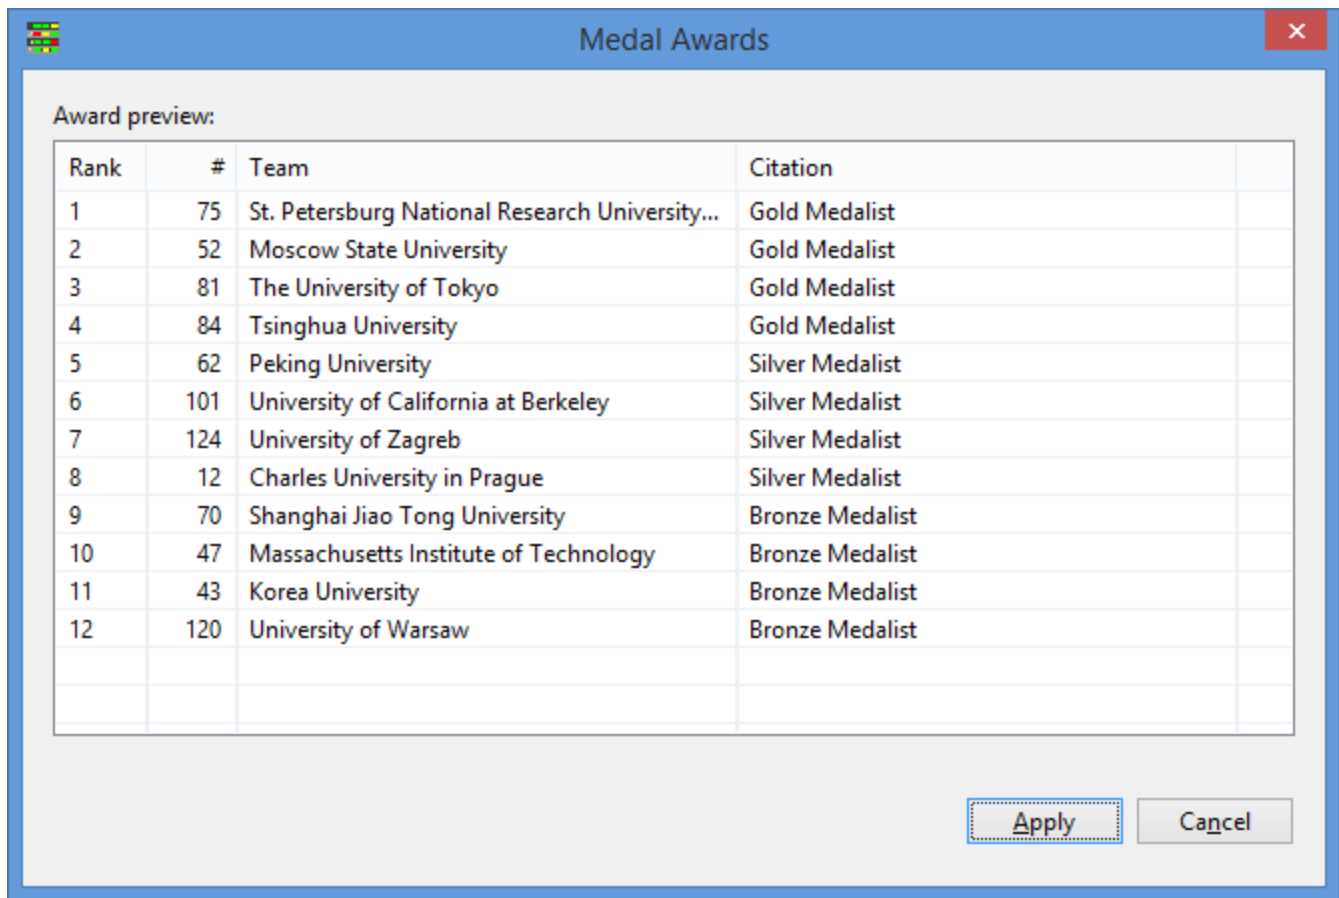 Medal Awards
Award preview:
Rank # Team Citation
1 75 St. Petersburg National Research University... Gold Medalist
2 52 Moscow State University Gold Medalist
3 81 The University of Tokyo Gold Medalist
4 84 Tsinghua University Gold Medalist
5 62 Peking University Silver Medalist
6 101 University of California at Berkeley Silver Medalist
7 124 University of Zagreb Silver Medalist
8 12 Charles University in Prague Silver Medalist
9 70 Shanghai Jiao Tong University Bronze Medalist
10 47 Massachusetts Institute of Technology Bronze Medalist
11 43 Korea University Bronze Medalist
12 120 University of Warsaw Bronze Medalist
Apply Cancel